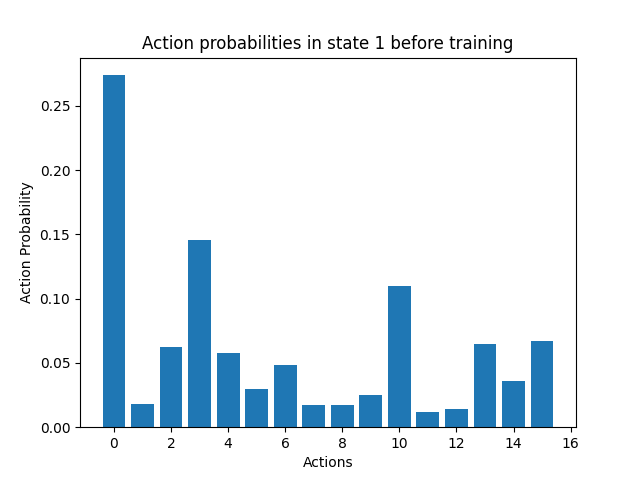 Action probabilities in state 1 before training
0.25
0.20
0.15
0.10
0.05
0.00
Action Probability
0 2 4 6 8 10 12 14 16
Actions